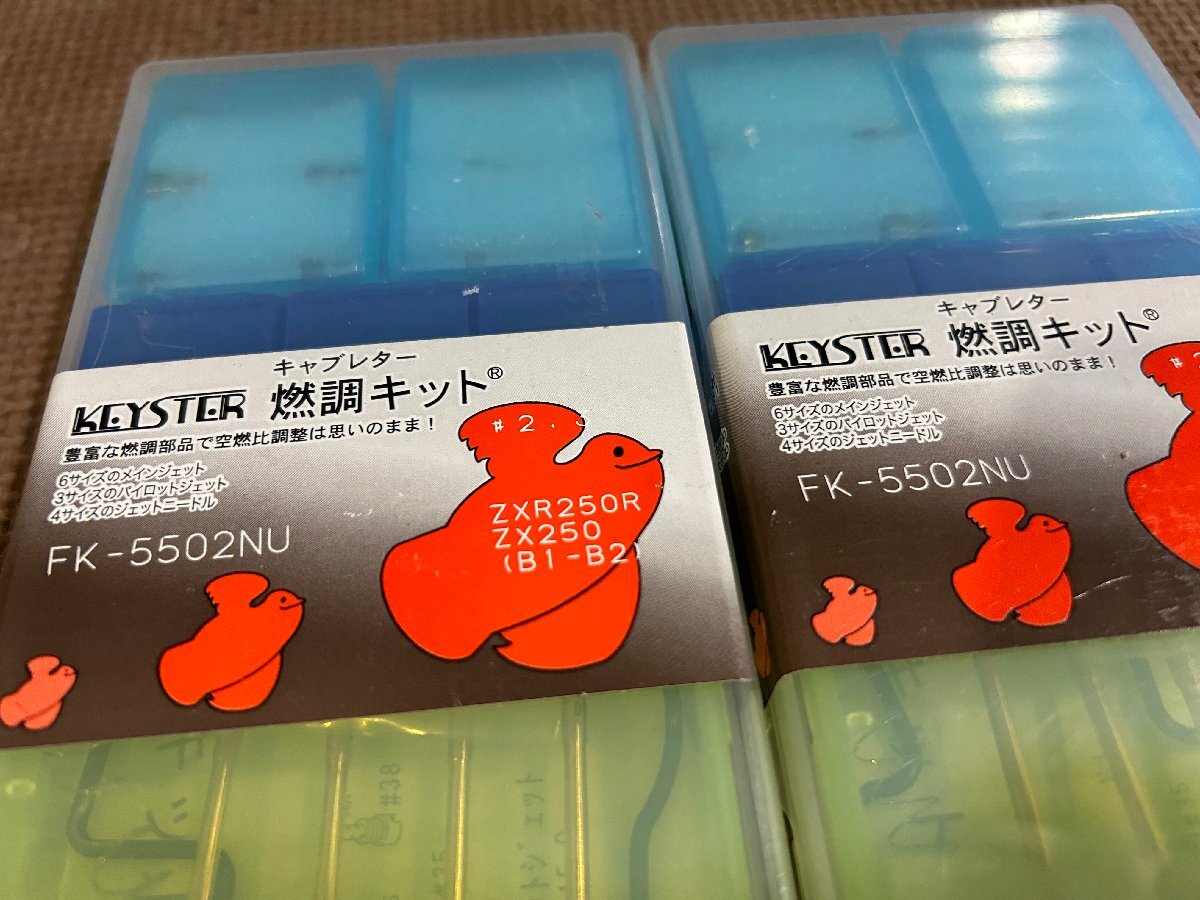 キャブレター
KEYSTER 燃調キット®
豊富な燃調部品で空燃比調整は思いのまま!
6サイズのメインジェット
3サイズのパイロットジェット
4サイズのジェットニードル
FK-5502NU
#2.
ZXR250R
ZX250
(B1-B2)
#38
キャブレター
KEYSTER 燃調キット®
豊富な燃調部品で空燃比調整は思いのまま!
6サイズのメインジェット
3サイズのパイロットジェット
4サイズのジェットニードル
FK-5502NU